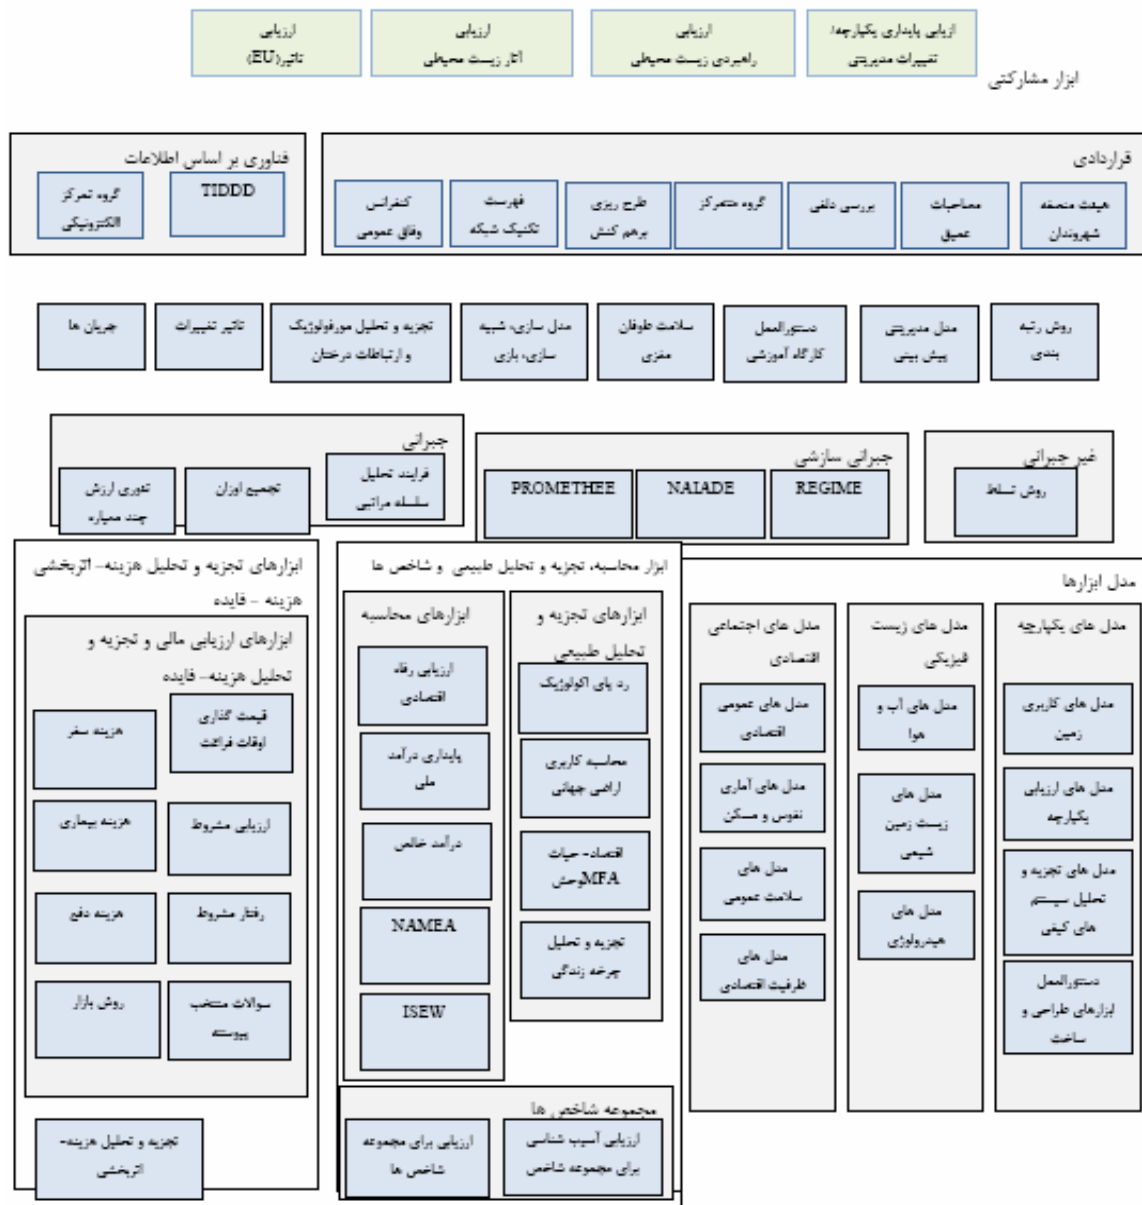 ازیابی پایداری یکپارچه/
تغییرات مدیریتی
ارزیابی
راهبردی زیست محیطی
ارزیابی
آثار زیست محیطی
ارزیابی
تاثیر(EU)
ابزار مشارکتی
قراردادی
هیئت منصفه
شهروندان
مصاحبات
عمیق
بررسی دلفی
گروه متمرکز
طرح ریزی
برهم کنش
فهرست
تکنیک شبکه
کنفرانس
وفاق عمومی
فناوری بر اساس اطلاعات
TIDDD
گروه تمرکز
الکترونیکی
روش رتبه
بندی
مدل مدیریتی
پیش بینی
دستورالعمل
کارگاه آموزشی
سلامت طوفان
مغزی
مدل سازی، شبیه
سازی، بازی
تجزیه و تحلیل مورفولوژیک
و ارتباطات درختان
تاثیر تغییرات
جریان ها
غیر جبرانی
روش تسلط
جبرانی سازشی
REGIME
NAIADE
PROMETHEE
جبرانی
فرایند تحلیل
سلسله مراتبی
تجمیع اوزان
تئوری ارزش
چند معیاره
مدل ابزارها
مدل های یکپارچه
مدل های کاربری
زمین
مدل های ارزیابی
یکپارچه
مدل های تجزیه و
تحلیل سیستم
های کیفی
دستورالعمل
ابزارهای طراحی و
ساخت
مدل های زیست
فیزیکی
مدل های آب و
هوا
مدل های
زیست زمین
شیمی
مدل های
هیدرولوژی
مدل های اجتماعی
اقتصادی
مدل های عمومی
اقتصادی
مدل های آماری
نفوس و مسکن
مدل های
سلامت عمومی
مدل های
ظرفیت اقتصادی
ابزار محاسبه، تجزیه و تحلیل طبیعی و شاخص ها
ابزارهای تجزیه و
تحلیل طبیعی
رد پای اکولوژیک
محاسبه کاربری
اراضی جهانی
اقتصاد- حیات
وحشMFA
تجزیه و تحلیل
چرخه زندگی
ابزارهای محاسبه
ارزیابی رفاه
اقتصادی
پایداری درآمد
ملی
درآمد خالص
NAMEA
ISEW
مجموعه شاخص ها
ارزیابی آسیب شناسی
برای مجموعه شاخص
ارزیابی برای مجموعه
شاخص ها
ابزارهای تجزیه و تحلیل هزینه- اثربخشی
هزینه - فایده
ابزارهای ارزیابی مالی و تجزیه و
تحلیل هزینه- فایده
قیمت گذاری
اوقات فراغت
هزینه سفر
ارزیابی مشروط
هزینه بیماری
رفتار مشروط
هزینه دفع
سوالات منتخب
پیوسته
روش بازار
تجزیه و تحلیل هزینه-
اثربخشی